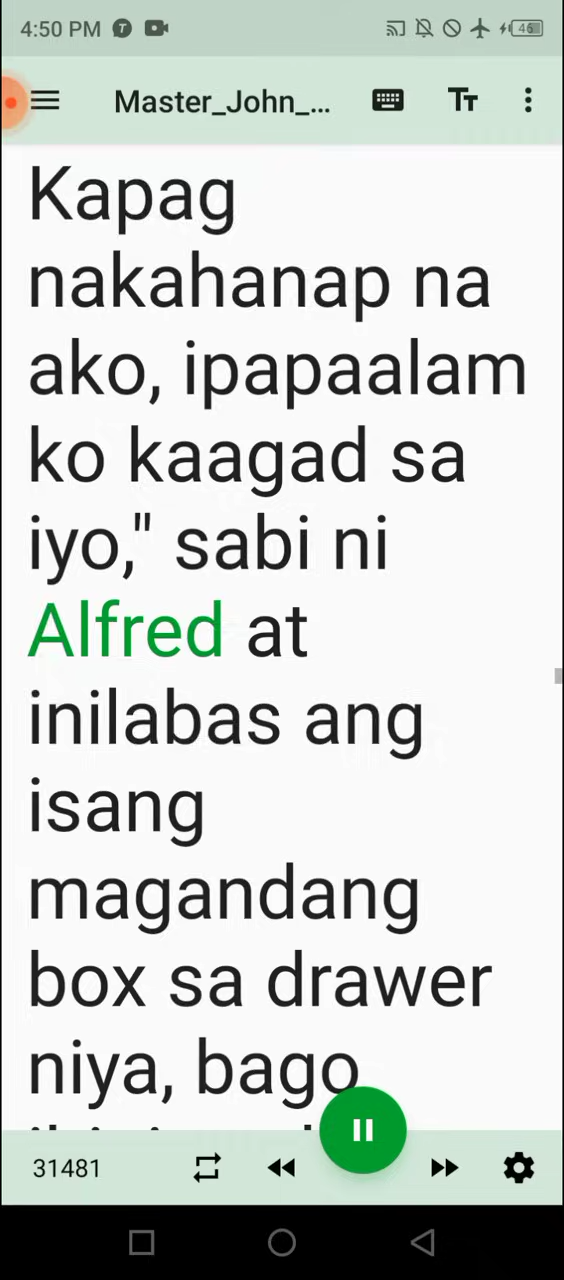 4:50 PM
46
Master_John_...
Kapag
nakahanap na
ako, ipapaalam
ko kaagad sa
iyo," sabi ni
Alfred at
inilabas ang
isang
magandang
box sa drawer
niya, bago
31481